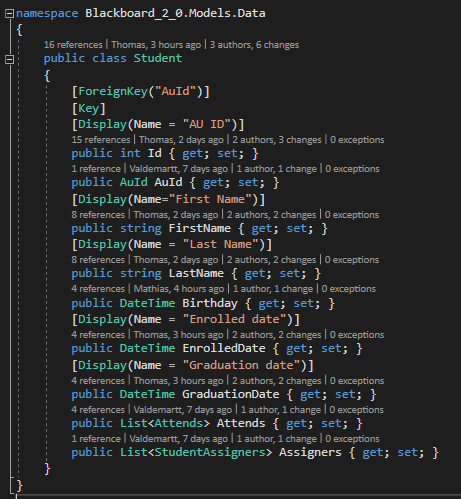 namespace Blackboard_2_0.Models.Data
{
16 references | Thomas, 3 hours ago | 3 authors, 6 changes
public class Student
{
[ForeignKey("AuId")]
[Key]
[Display(Name = "AU ID")]
15 references | Thomas, 2 days ago | 2 authors, 3 changes | 0 exceptions
public int Id { get; set; }
1 reference | Valdemartt, 7 days ago | 1 author, 1 change | 0 exceptions
public AuId AuId { get; set; }
[Display(Name="First Name")]
8 references | Thomas, 2 days ago | 2 authors, 2 changes | 0 exceptions
public string FirstName { get; set; }
[Display(Name = "Last Name")]
8 references | Thomas, 2 days ago | 2 authors, 2 changes | 0 exceptions
public string LastName { get; set; }
4 references | Mathias, 4 hours ago | 1 author, 1 change | 0 exceptions
public DateTime Birthday { get; set; }
[Display(Name = "Enrolled date")]
4 references | Thomas, 3 hours ago | 2 authors, 2 changes | 0 exceptions
public DateTime EnrolledDate { get; set; }
[Display(Name = "Graduation date")]
4 references | Thomas, 3 hours ago | 2 authors, 2 changes | 0 exceptions
public DateTime GraduationDate { get; set; }
4 references | Valdemartt, 7 days ago | 1 author, 1 change | 0 exceptions
public List<Attends> Attends { get; set; }
1 reference | Valdemartt, 7 days ago | 1 author, 1 change | 0 exceptions
public List<StudentAssigners> Assigners { get; set; }
}
}